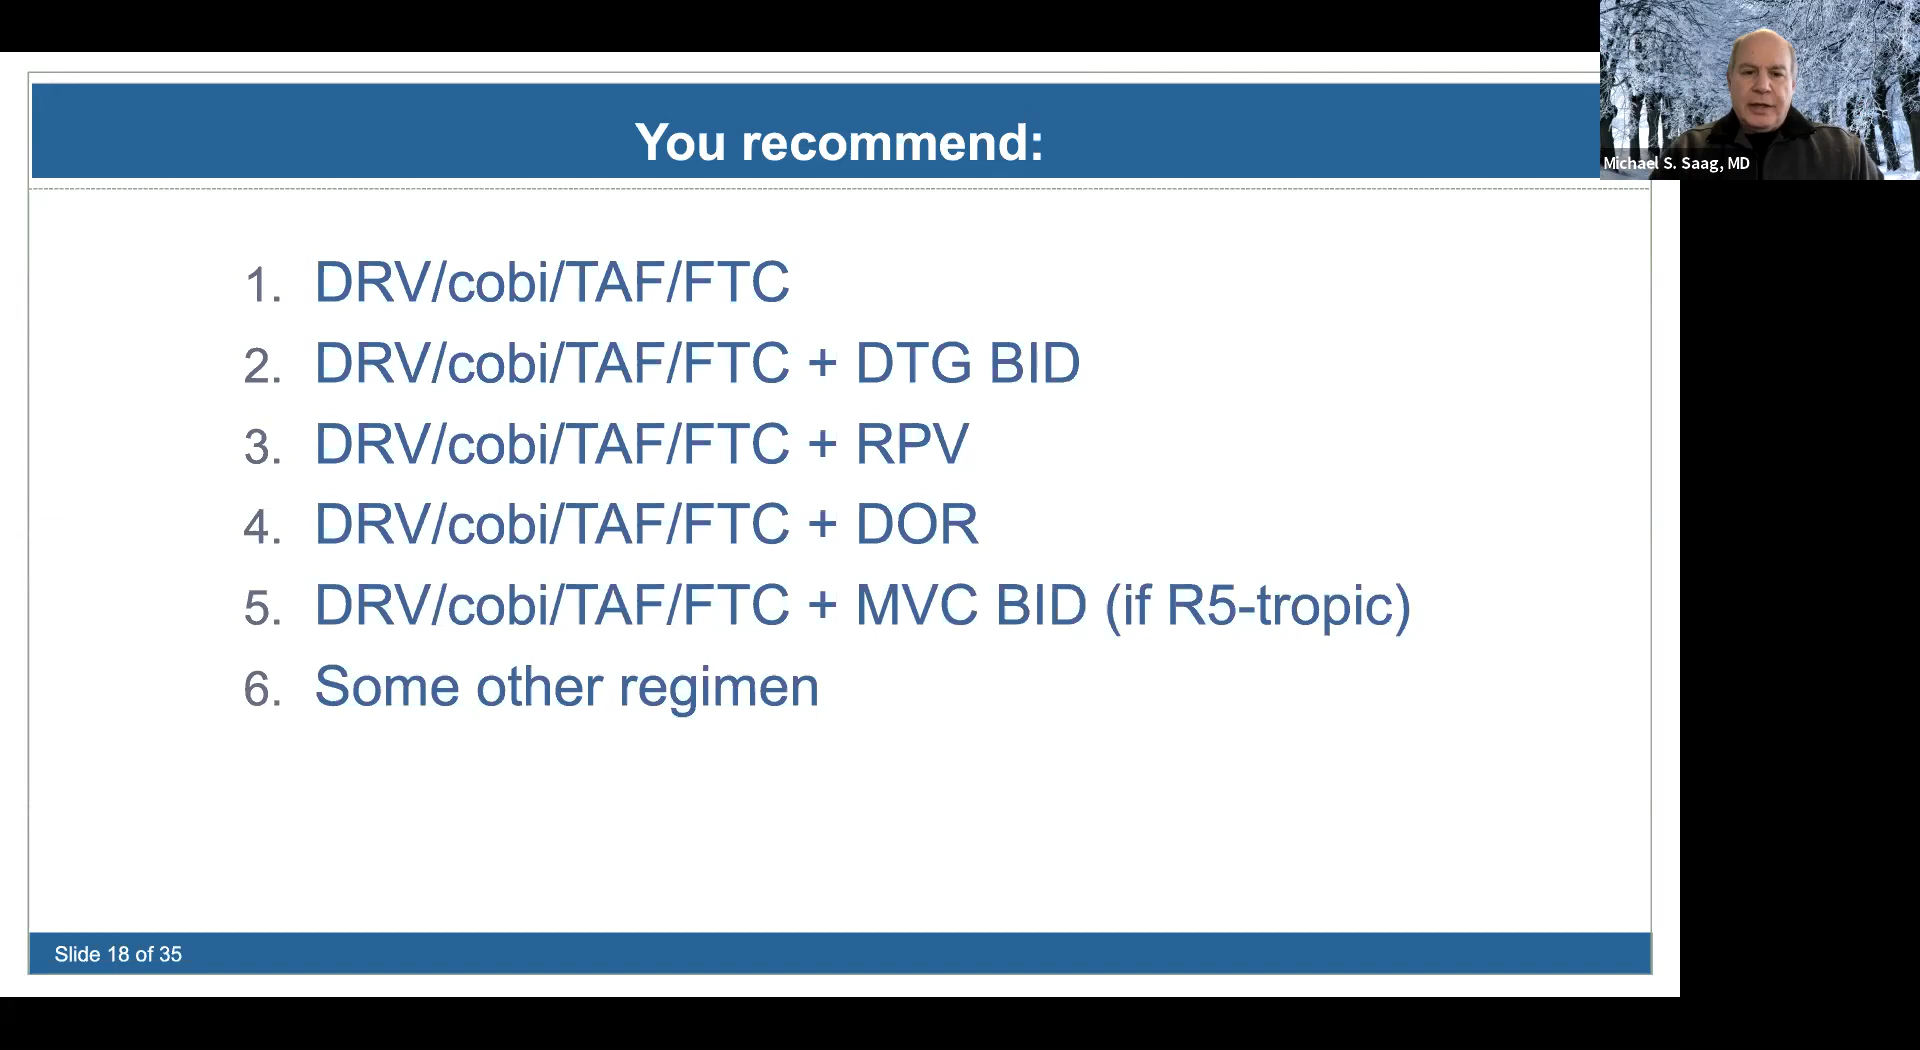 You recommend:
Michael S. Saag, MD
1. DRV/cobi/TAF/FTC
2. DRV/cobi/TAF/FTC + DTG BID
3. DRV/cobi/TAF/FTC + RPV
4. DRV/cobi/TAF/FTC + DOR
5. DRV/cobi/TAF/FTC + MVC BID (if R5-tropic)
6. Some other regimen
Slide 18 of 35